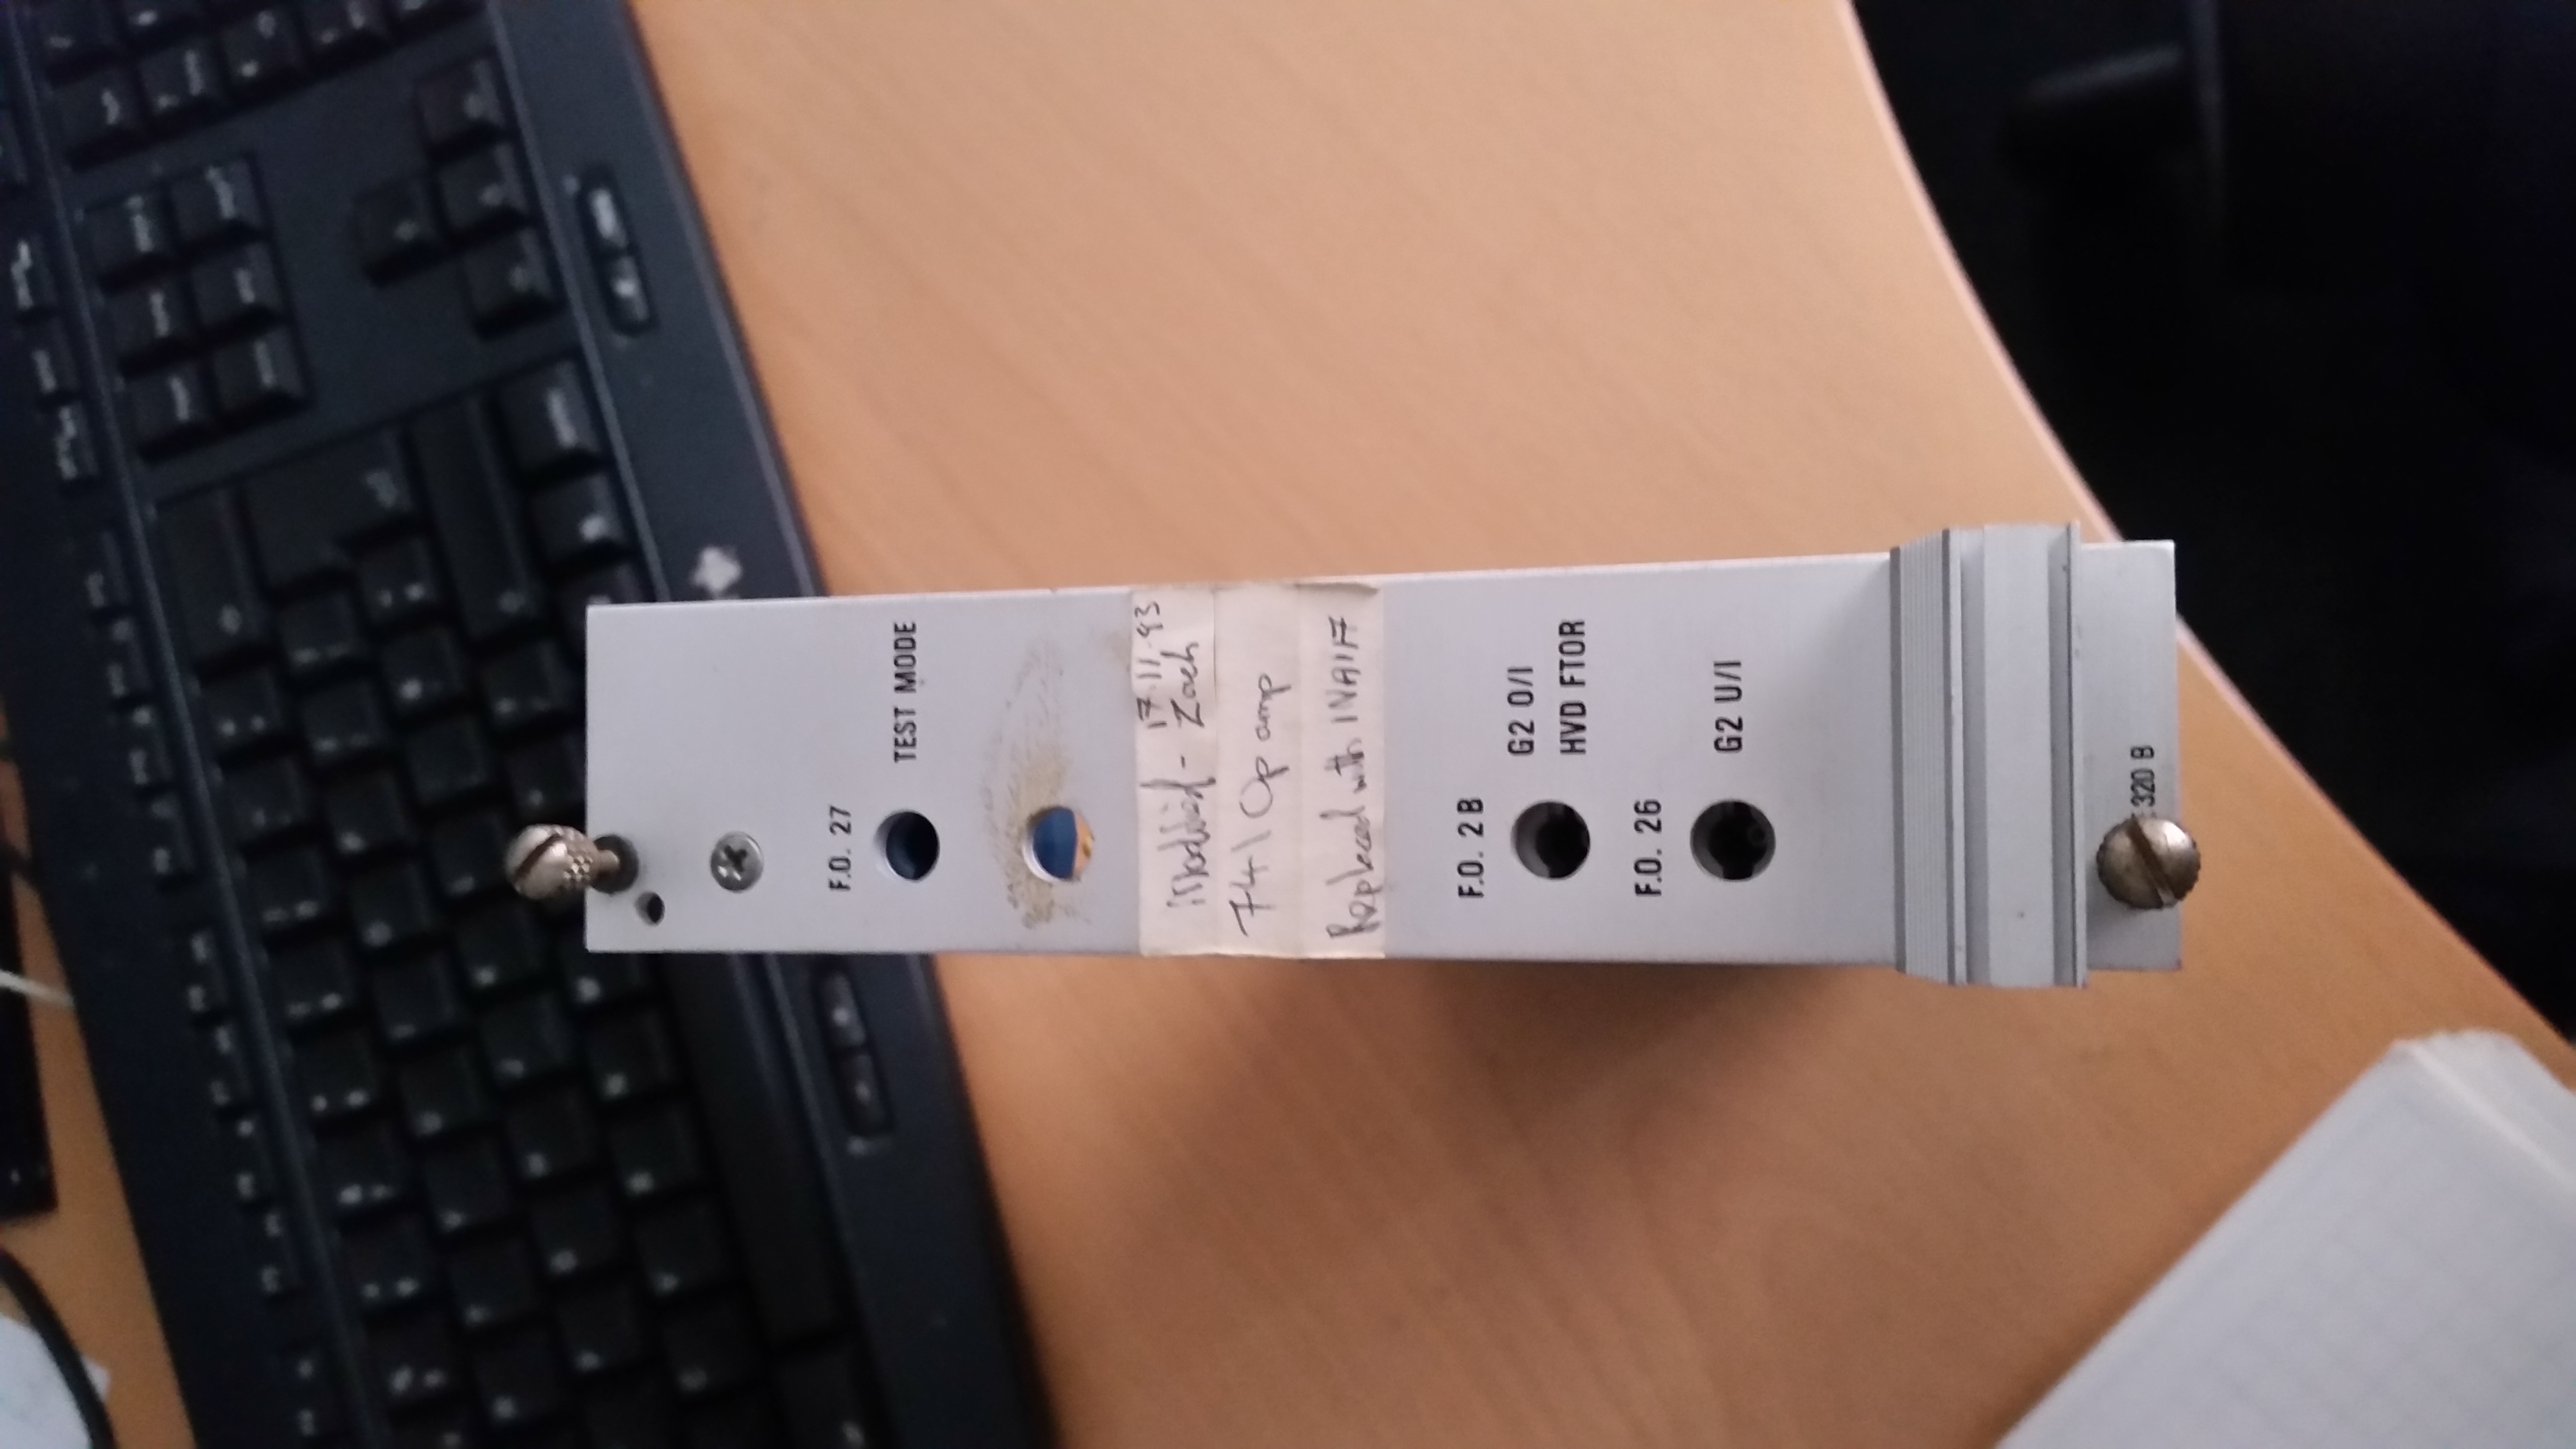 F.O. 27
TEST MODE
17.11.93
Modified - Zach
741 Op amp
Replaced with INA117
F.O. 2B
G2 O/I
HVD FTOR
F.O. 26
G2 U/I
320 B